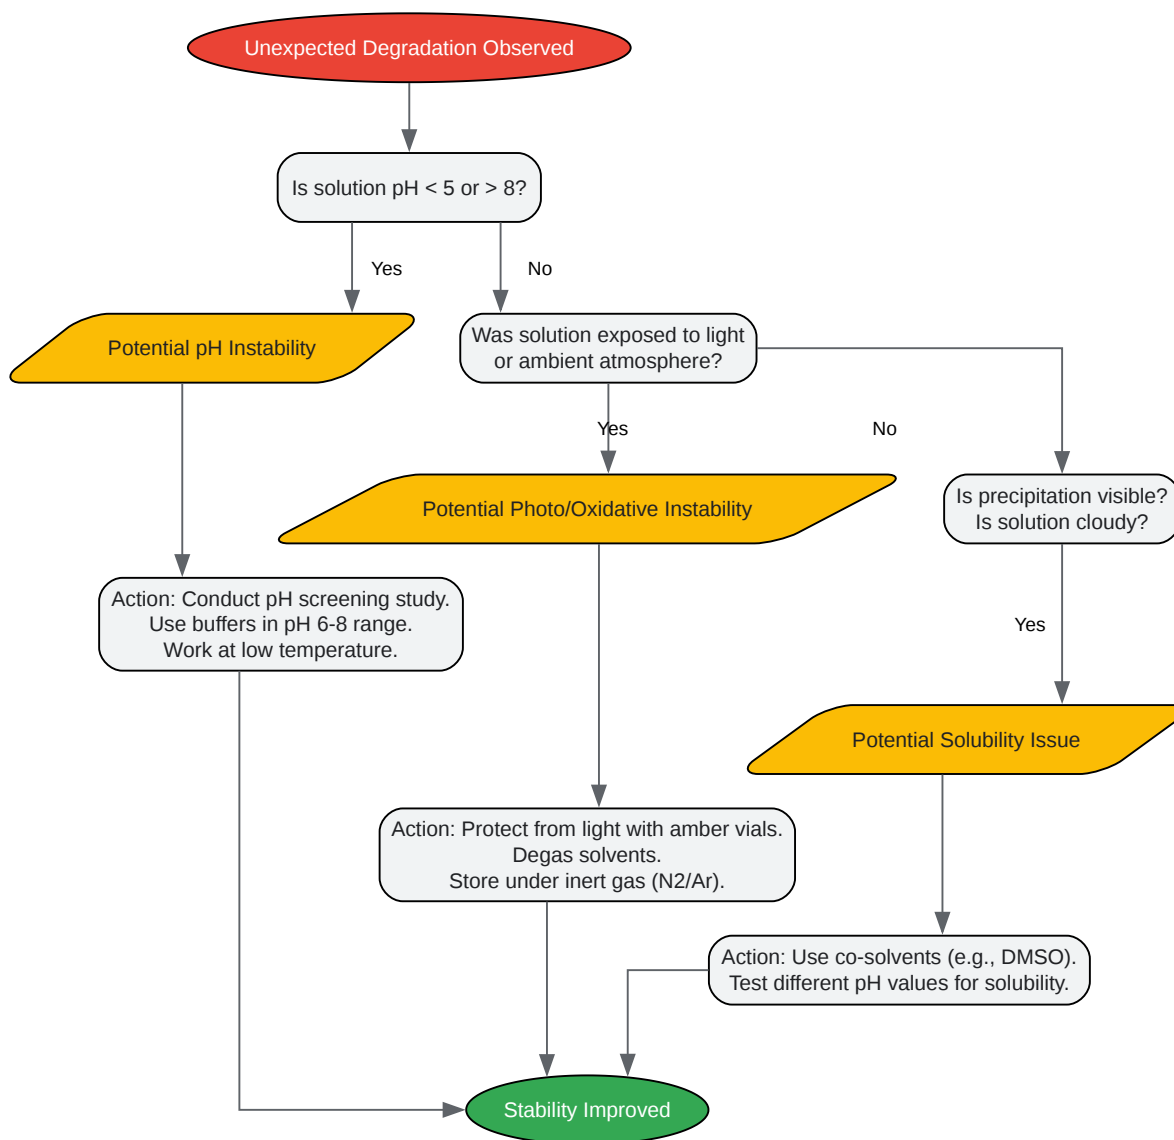 Unexpected Degradation Observed
Is solution pH < 5 or > 8?
Yes
No
Potential pH Instability
Was solution exposed to light
or ambient atmosphere?
Yes
No
Potential Photo/Oxidative Instability
Is precipitation visible?
Is solution cloudy?
Action: Conduct pH screening study.
Use buffers in pH 6-8 range.
Work at low temperature.
Yes
Potential Solubility Issue
Action: Protect from light with amber vials.
Degas solvents.
Store under inert gas (N2/Ar).
Action: Use co-solvents (e.g., DMSO).
Test different pH values for solubility.
Stability Improved